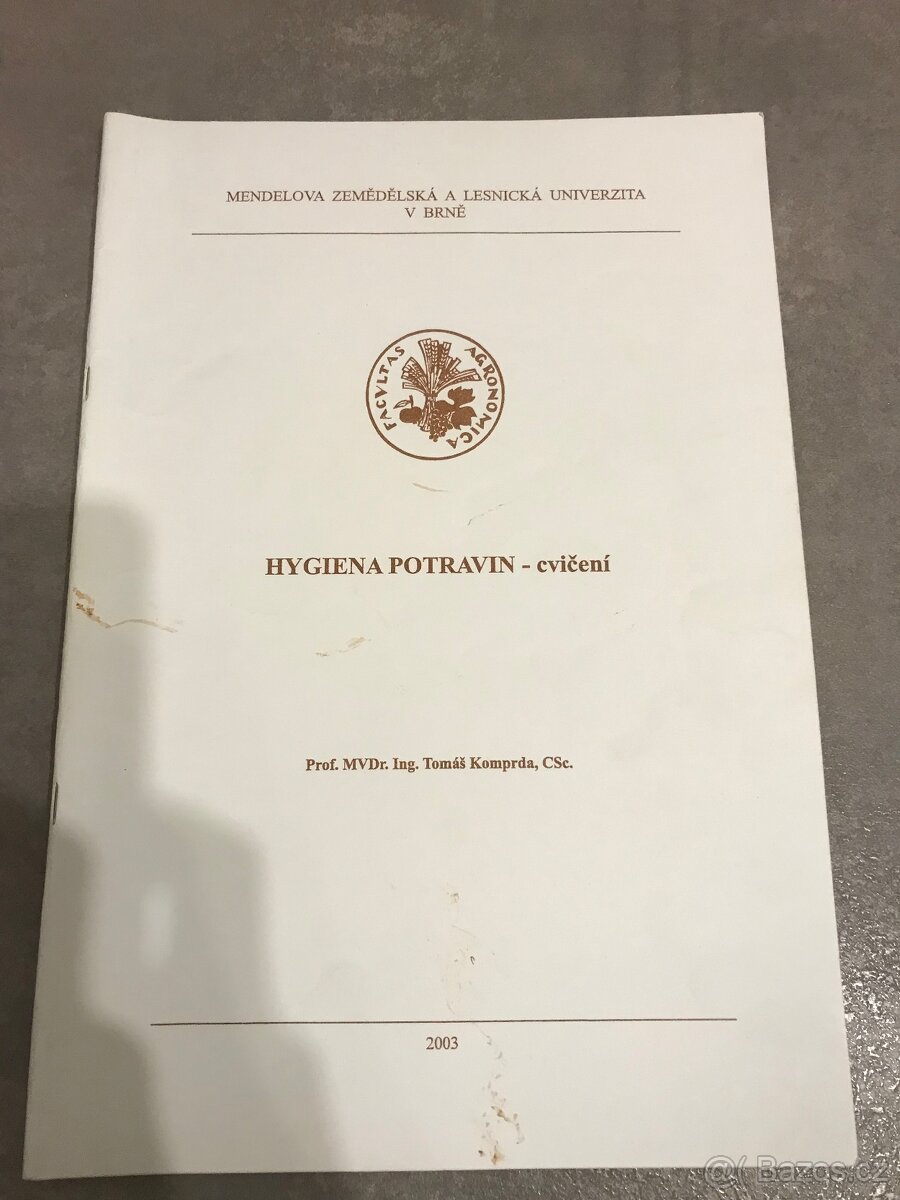 MENDELOVA ZEMĚDĚLSKÁ A LESNICKÁ UNIVERZITA
V BRNĚ
FACVLTAS AGRONOMICA
HYGIENA POTRAVIN - cvičení
Prof. MVDr. Ing. Tomáš Komprda, CSc.
2003
@( Bazos.cz